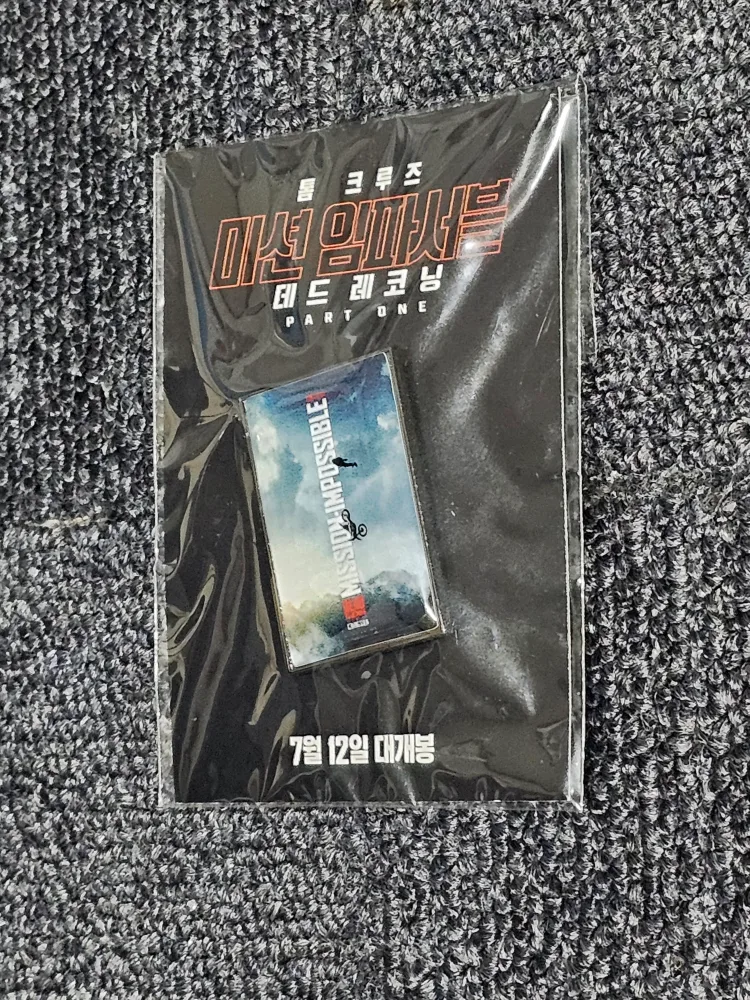 톰 크루즈
미션 임파서블
데드 레코닝
PART ONE
MISSION:IMPOSSIBLE
7월 12일 대개봉